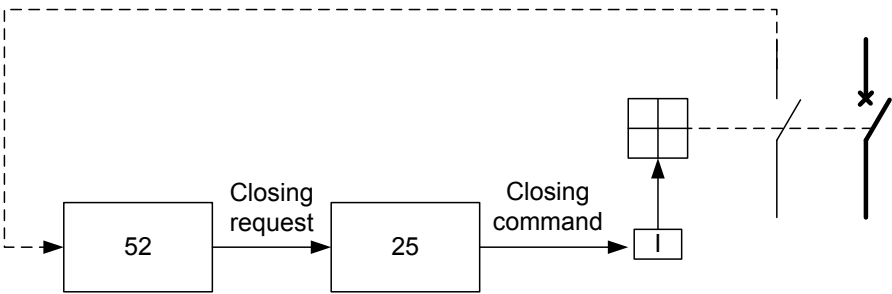 Closing
request
Closing
command
52
25
I